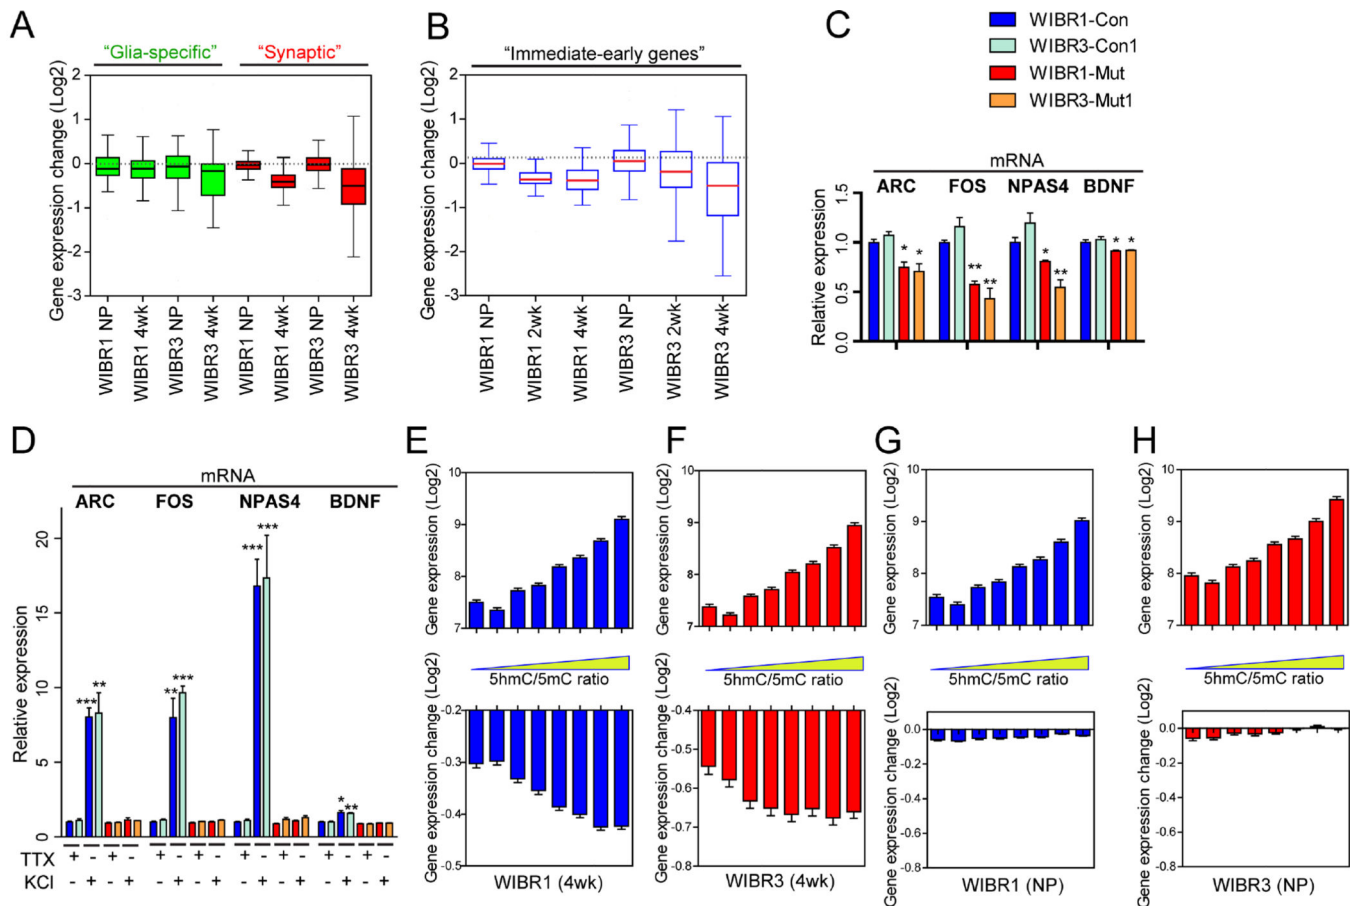 A
"Glia-specific" "Synaptic"
Gene expression change (Log2)
2
1
0
-1
-2
-3
WIBR1 NP
WIBR1 4wk
WIBR3 NP
WIBR3 4wk
WIBR1 NP
WIBR1 4wk
WIBR3 NP
WIBR3 4wk
B
"Immediate-early genes"
Gene expression change (Log2)
2
1
0
-1
-2
-3
WIBR1 NP
WIBR1 2wk
WIBR1 4wk
WIBR3 NP
WIBR3 2wk
WIBR3 4wk
C
WIBR1-Con
WIBR3-Con1
WIBR1-Mut
WIBR3-Mut1
mRNA
ARC FOS NPAS4 BDNF
Relative expression
1.5
1.0
0.5
0.0
* * ** ** * ** * *
D
mRNA
ARC FOS NPAS4 BDNF
Relative expression
20
15
10
5
0
*** ** ** *** *** *** * **
TTX + - + - + - + - + - + - + - + -
KCl - + - + - + - + - + - + - + - +
E
Gene expression (Log2)
10
9
8
7
5hmC/5mC ratio
Gene expression change (Log2)
-0.2
-0.3
-0.4
-0.5
WIBR1 (4wk)
F
Gene expression (Log2)
10
9
8
7
5hmC/5mC ratio
Gene expression change (Log2)
-0.4
-0.5
-0.6
-0.7
-0.8
WIBR3 (4wk)
G
Gene expression (Log2)
10
9
8
7
5hmC/5mC ratio
Gene expression change (Log2)
0.0
-0.2
-0.4
-0.6
-0.8
WIBR1 (NP)
H
Gene expression (Log2)
10
9
8
7
5hmC/5mC ratio
Gene expression change (Log2)
0.0
-0.2
-0.4
-0.6
-0.8
WIBR3 (NP)